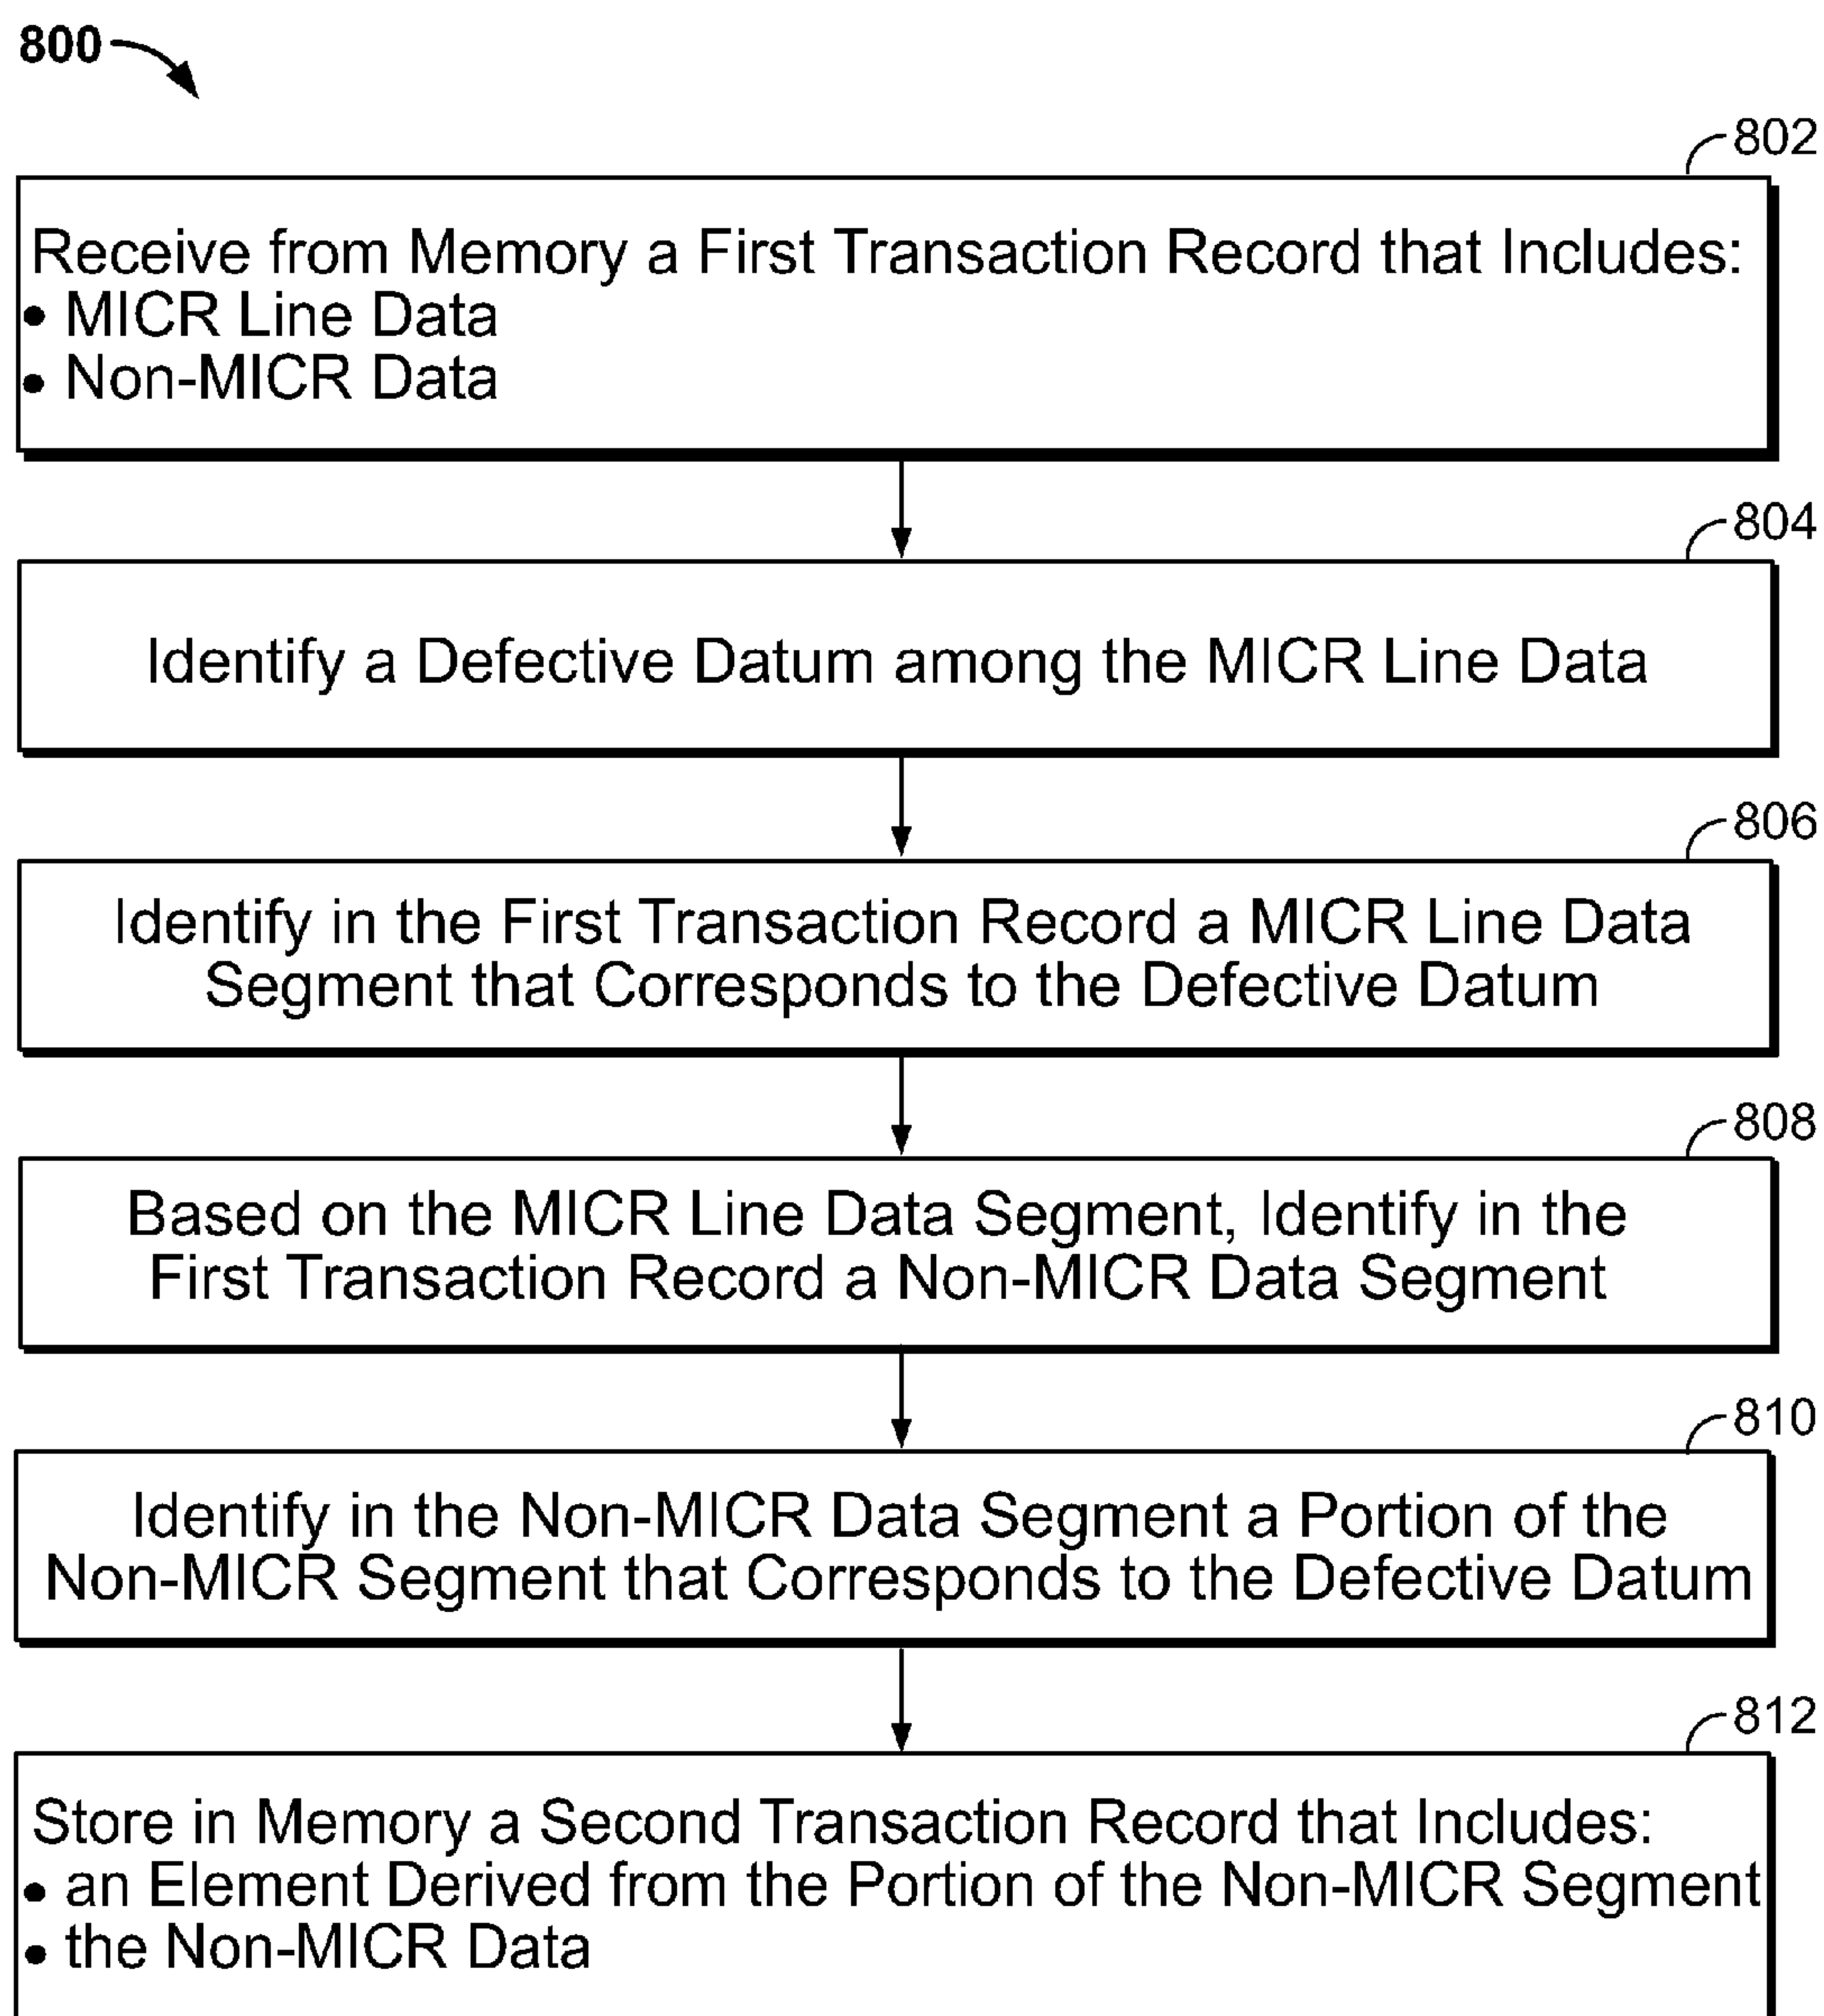 800
802
Receive from Memory a First Transaction Record that Includes:
• MICR Line Data
• Non-MICR Data
804
Identify a Defective Datum among the MICR Line Data
806
Identify in the First Transaction Record a MICR Line Data
Segment that Corresponds to the Defective Datum
808
Based on the MICR Line Data Segment, Identify in the
First Transaction Record a Non-MICR Data Segment
810
Identify in the Non-MICR Data Segment a Portion of the
Non-MICR Segment that Corresponds to the Defective Datum
812
Store in Memory a Second Transaction Record that Includes:
• an Element Derived from the Portion of the Non-MICR Segment
• the Non-MICR Data